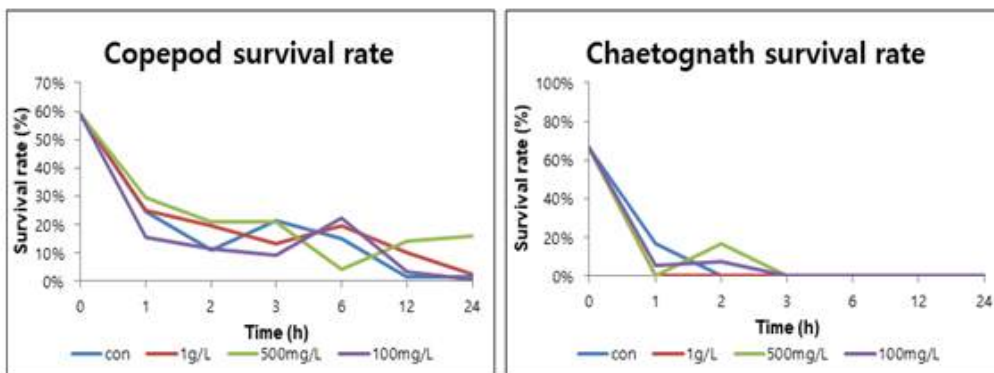 Copepod survival rate
Survival rate (%)
70%
60%
50%
40%
30%
20%
10%
0%
0 1 2 3 6 12 24
Time (h)
con 1g/L 500mg/L 100mg/L
Chaetognath survival rate
Survival rate (%)
100%
80%
60%
40%
20%
0%
0 1 2 3 6 12 24
Time (h)
con 1g/L 500mg/L 100mg/L